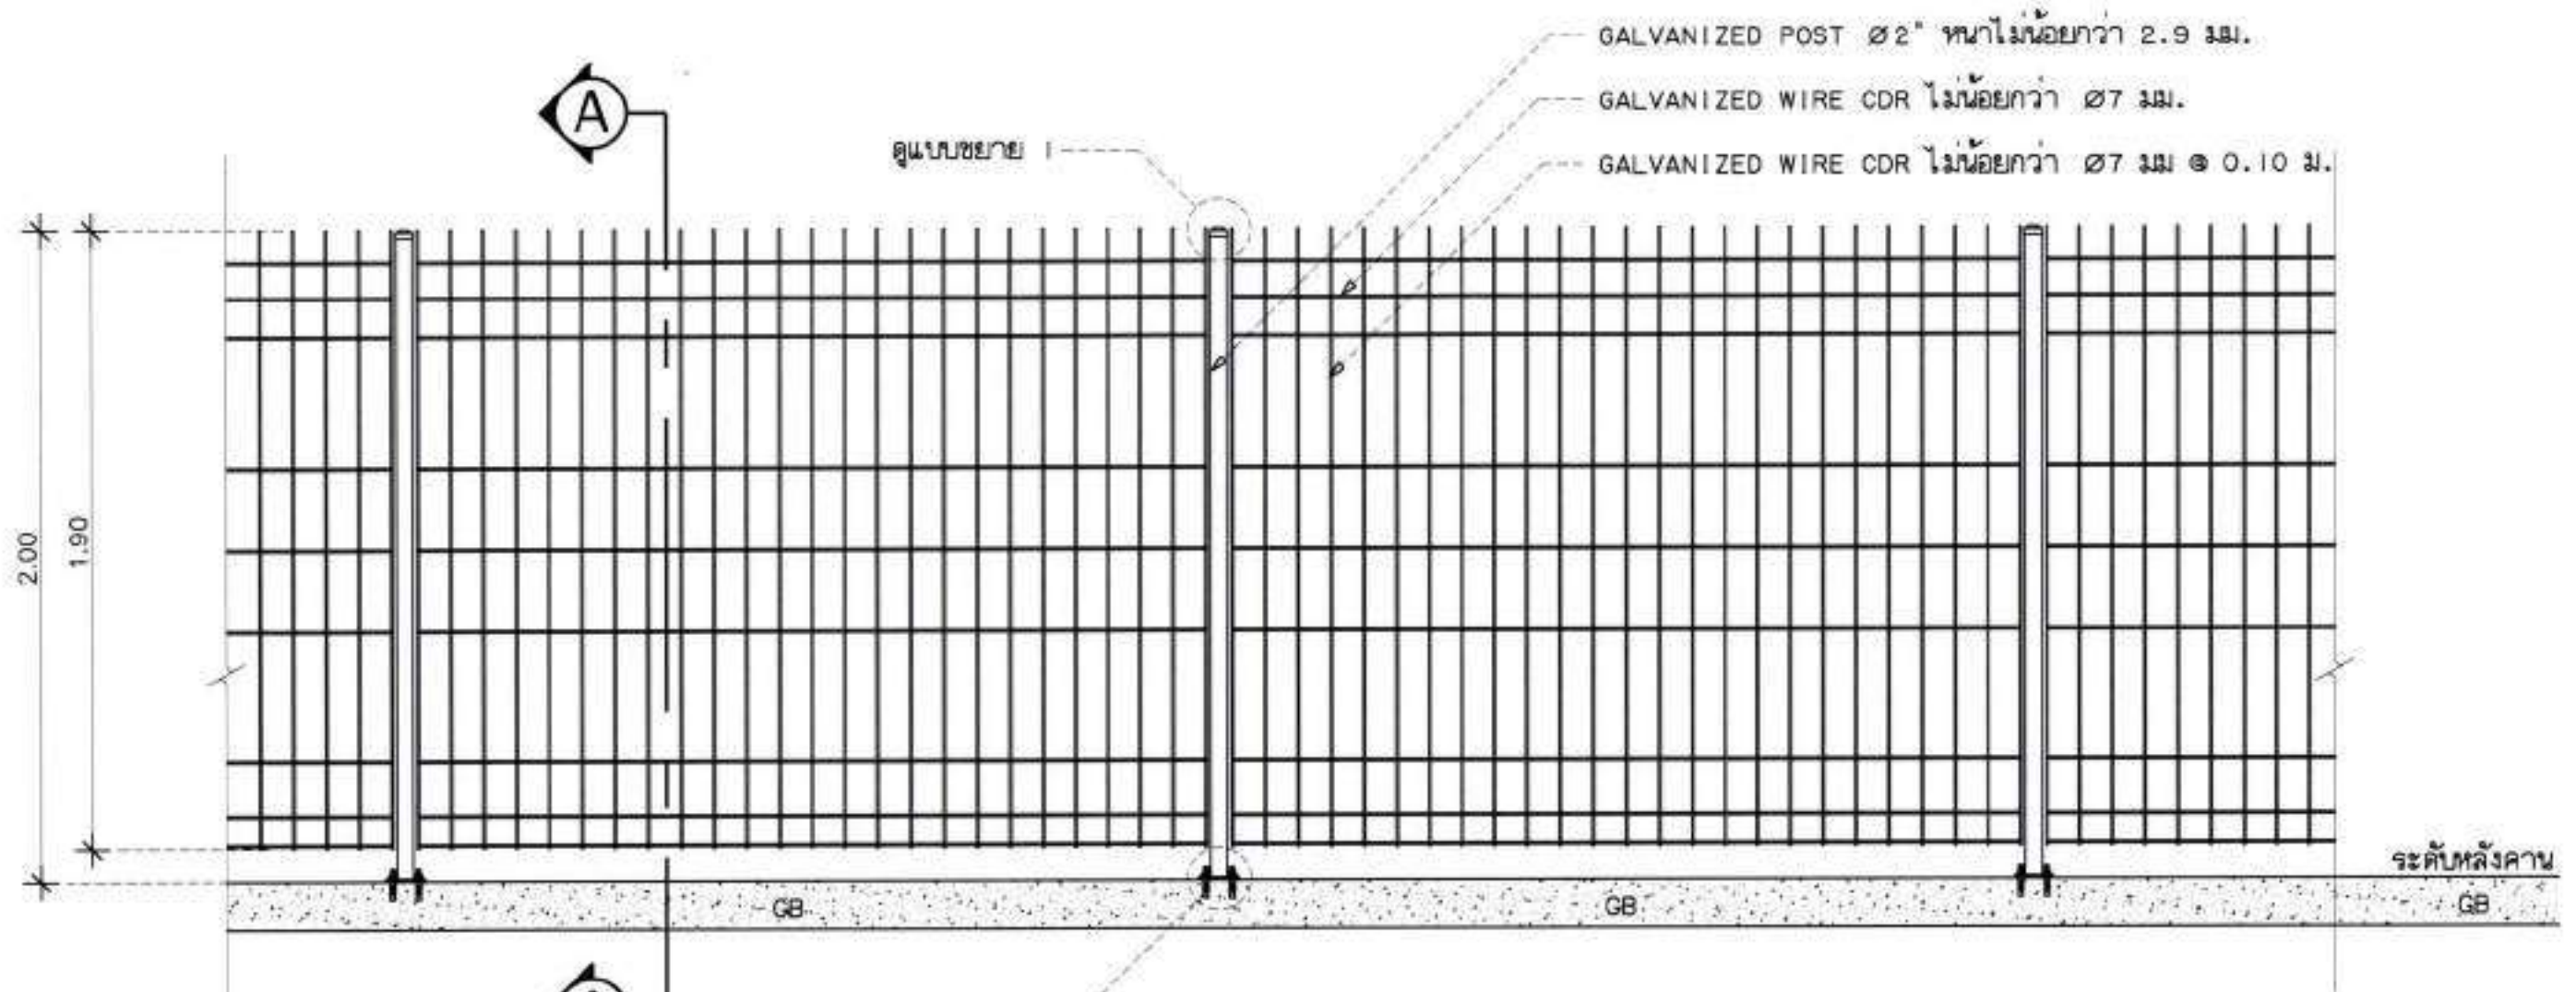 GALVANIZED POST Ø2" หนาไม่น้อยกว่า 2.9 มม.
A
GALVANIZED WIRE CDR ไม่น้อยกว่า Ø7 มม.
ดูแบบขยาย 1
GALVANIZED WIRE CDR ไม่น้อยกว่า Ø7 มม @ 0.10 ม.
2.00
1.90
ระดับหลังคาน
GB
GB
GB